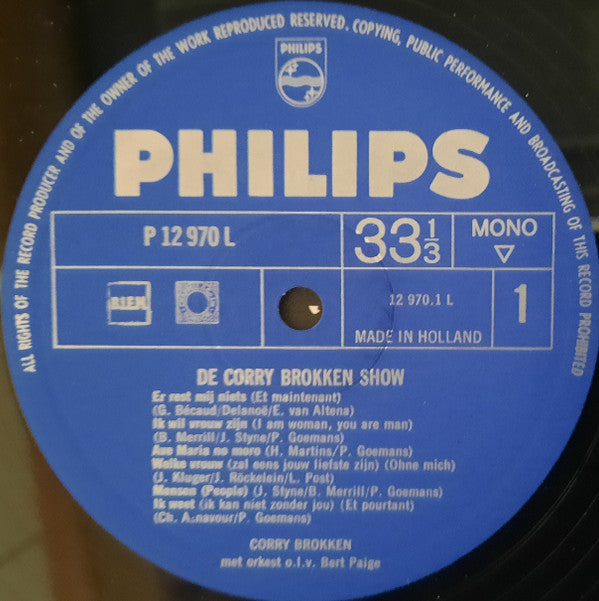 ALL RIGHTS OF THE RECORD PRODUCER AND OF THE OWNER OF THE WORK REPRODUCED RESERVED. COPYING, PUBLIC PERFORMANCE AND BROADCASTING OF THIS RECORD PROHIBITED
PHILIPS
PHILIPS
P 12 970 L
33 1/3
MONO
BIEM
12 970.1 L
1
MADE IN HOLLAND
DE CORRY BROKKEN SHOW
Er rest mij niets (Et maintenant)
(G. Bécaud/Delanoë/E. van Altena)
Ik wil vrouw zijn (I am woman, you are man)
(B. Merrill/J. Styne/P. Goemans)
Ave Maria no more (H. Martins/P. Goemans)
Welke vrouw (zal eens jouw liefste zijn) (Ohne mich)
(J. Kluger/J. Röckelein/L. Post)
Mensen (People) (J. Styne/B. Merrill/P. Goemans)
Ik weet (ik kan niet zonder jou) (Et pourtant)
(Ch. Aznavour/P. Goemans)
CORRY BROKKEN
met orkest o.l.v. Bert Paige